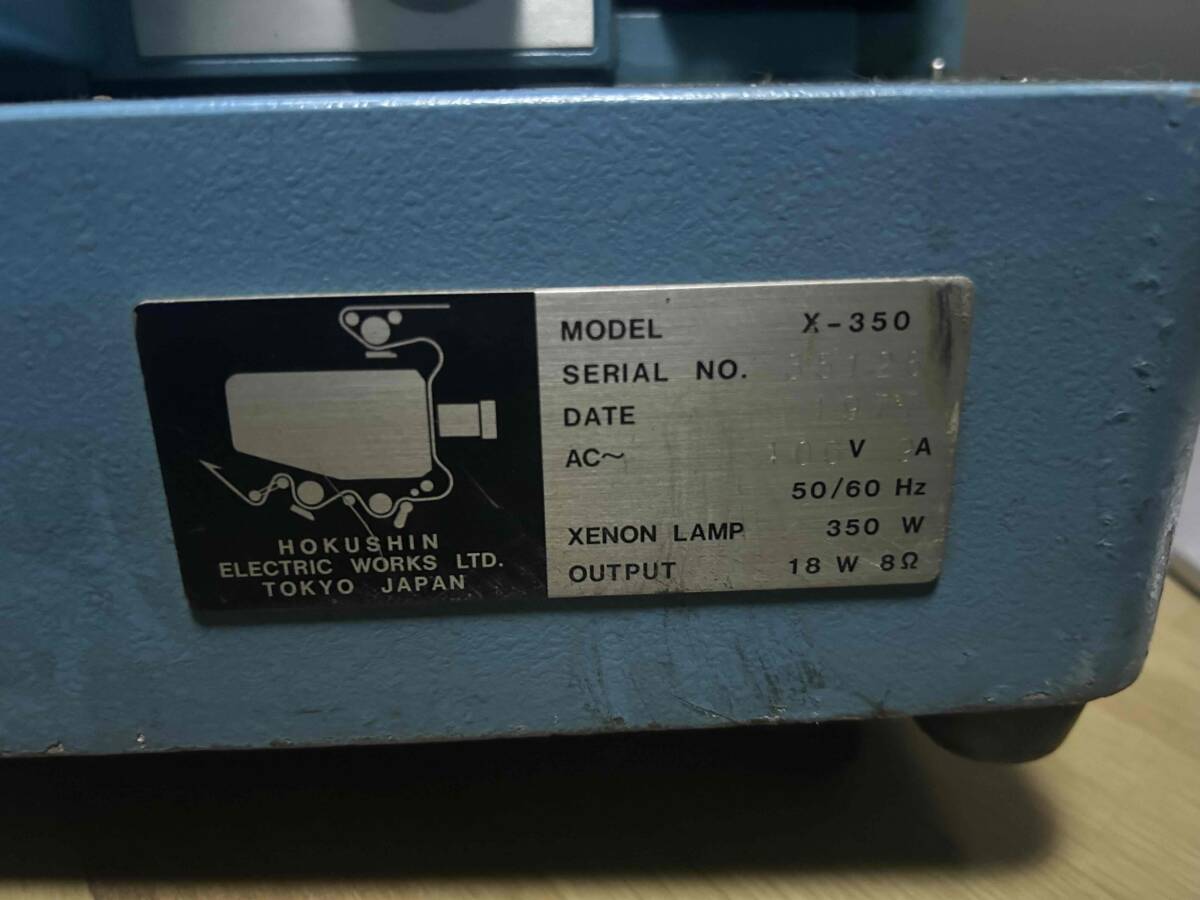 HOKUSHIN
ELECTRIC WORKS LTD.
TOKYO JAPAN
MODEL X-350
SERIAL NO.
DATE
AC~ V A
50/60 Hz
XENON LAMP 350 W
OUTPUT 18 W 8Ω